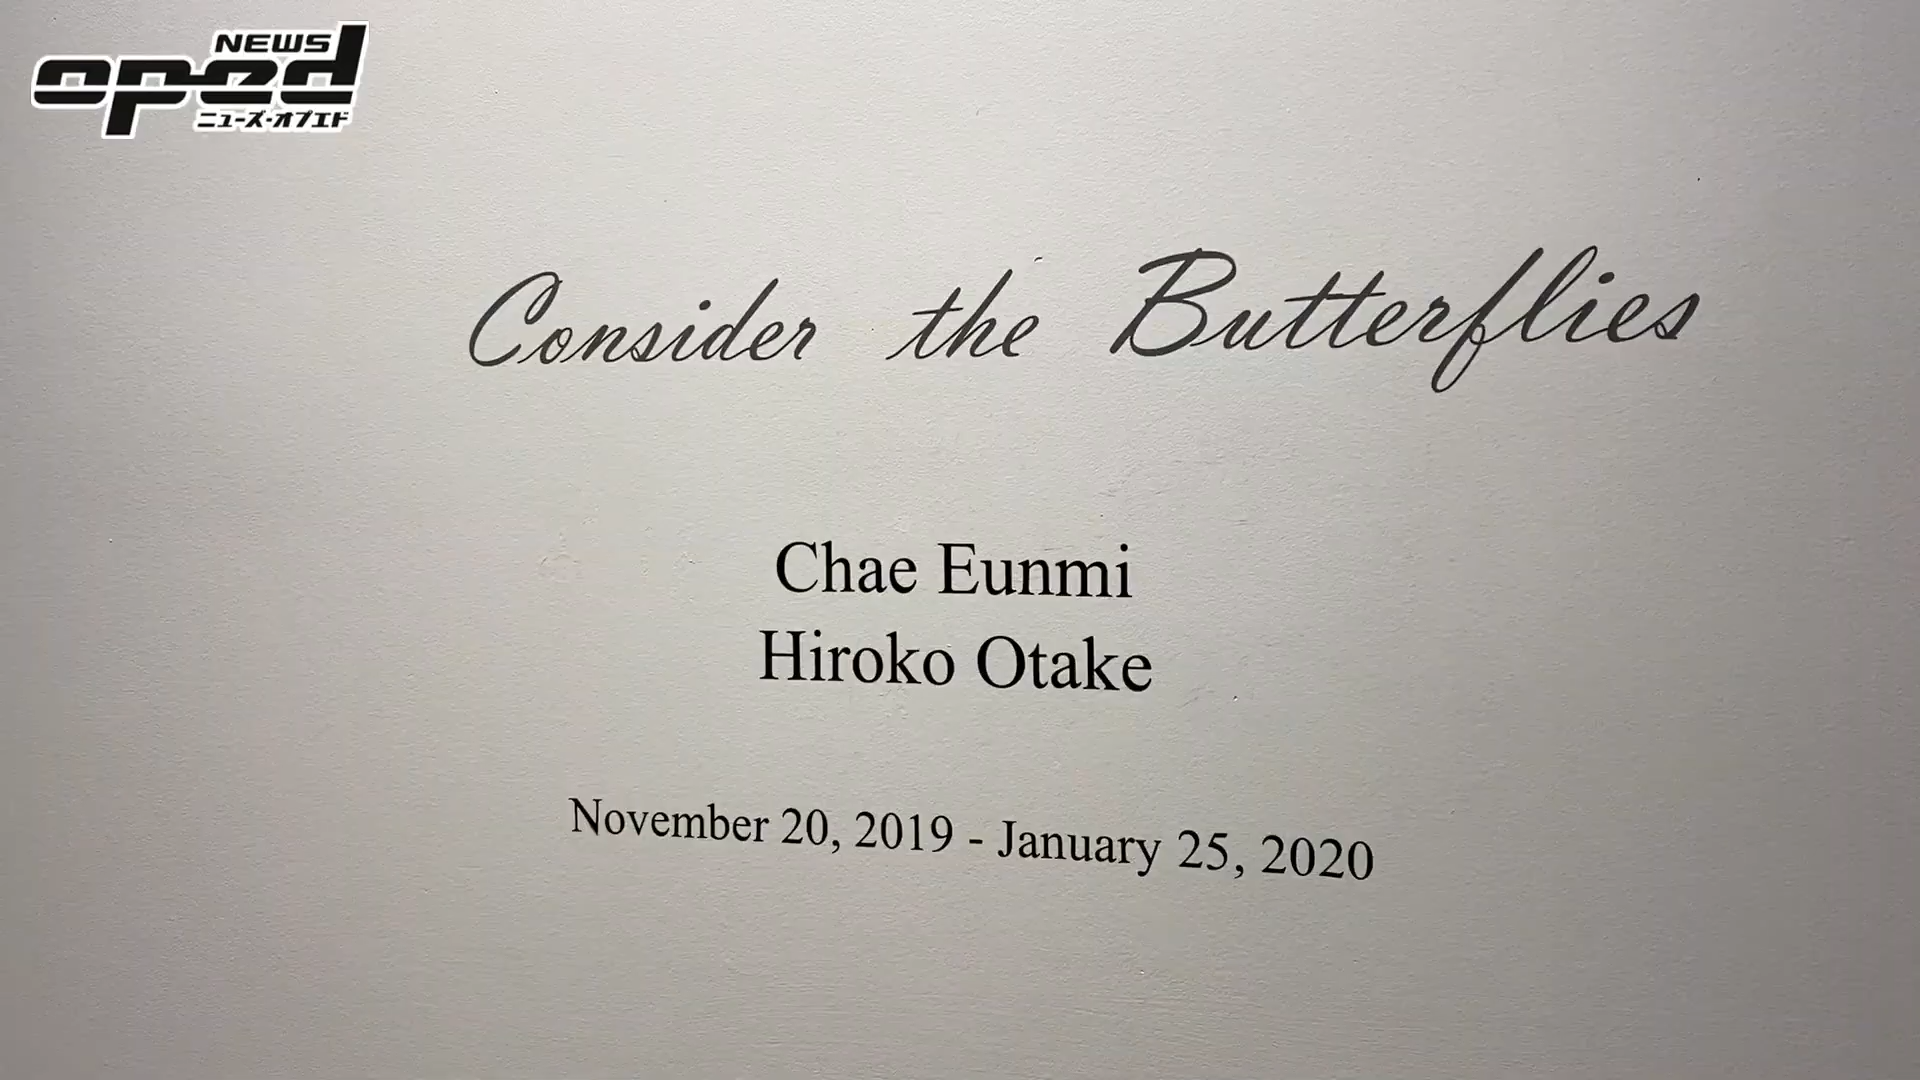 NEWS
oped
ニューズ・オプエド
Consider the Butterflies
Chae Eunmi
Hiroko Otake
November 20, 2019 - January 25, 2020